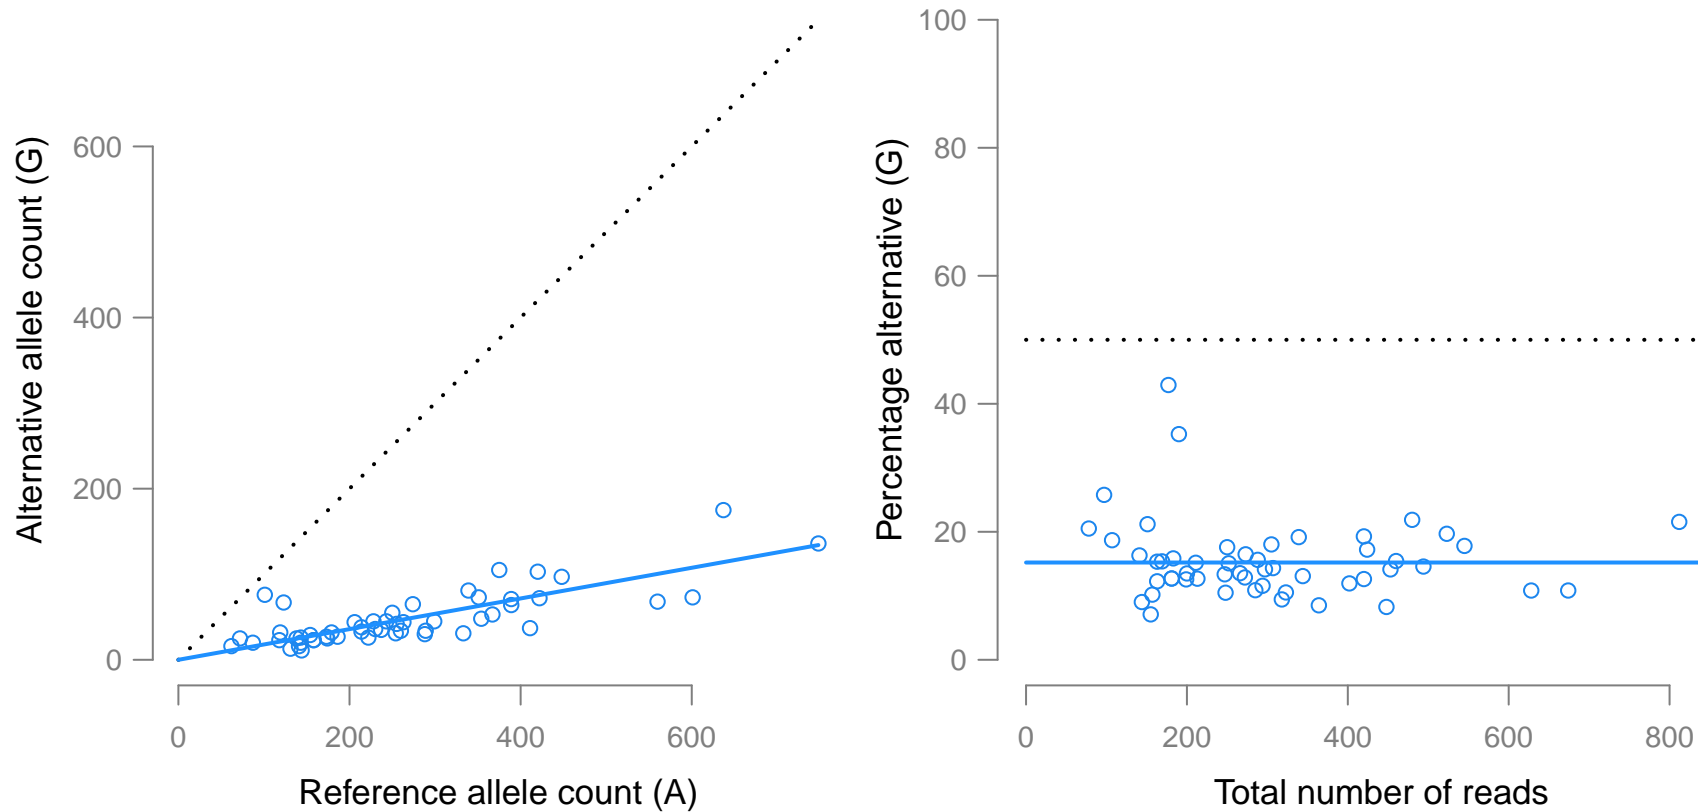 Alternative allele count (G)
600
400
200
0
0 200 400 600
Reference allele count (A)
Percentage alternative (G)
100
80
60
40
20
0
0 200 400 600 800
Total number of reads